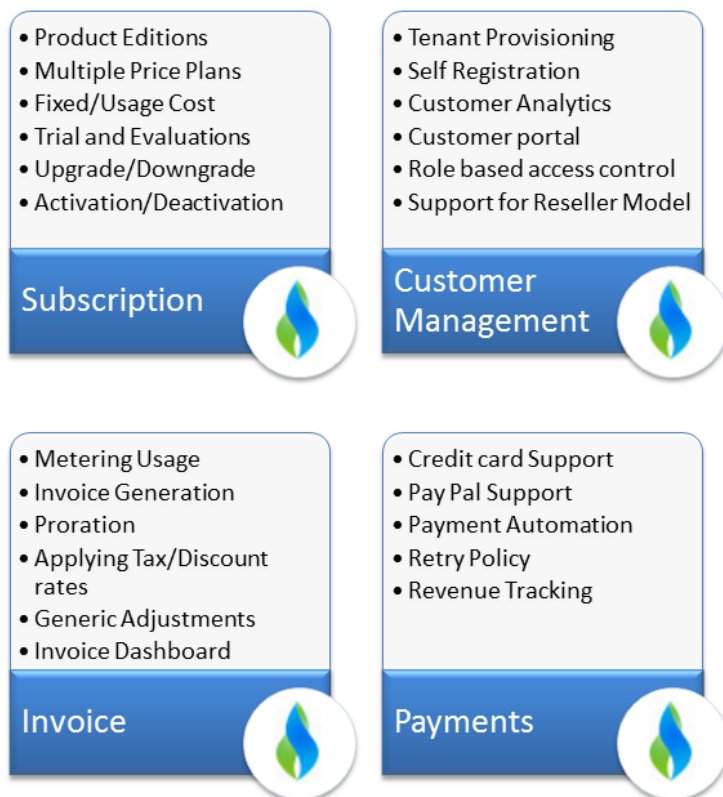 • Product Editions
• Multiple Price Plans
• Fixed/Usage Cost
• Trial and Evaluations
• Upgrade/Downgrade
• Activation/Deactivation
Subscription
• Tenant Provisioning
• Self Registration
• Customer Analytics
• Customer portal
• Role based access control
• Support for Reseller Model
Customer
Management
• Metering Usage
• Invoice Generation
• Proration
• Applying Tax/Discount
rates
• Generic Adjustments
• Invoice Dashboard
Invoice
• Credit card Support
• Pay Pal Support
• Payment Automation
• Retry Policy
• Revenue Tracking
Payments